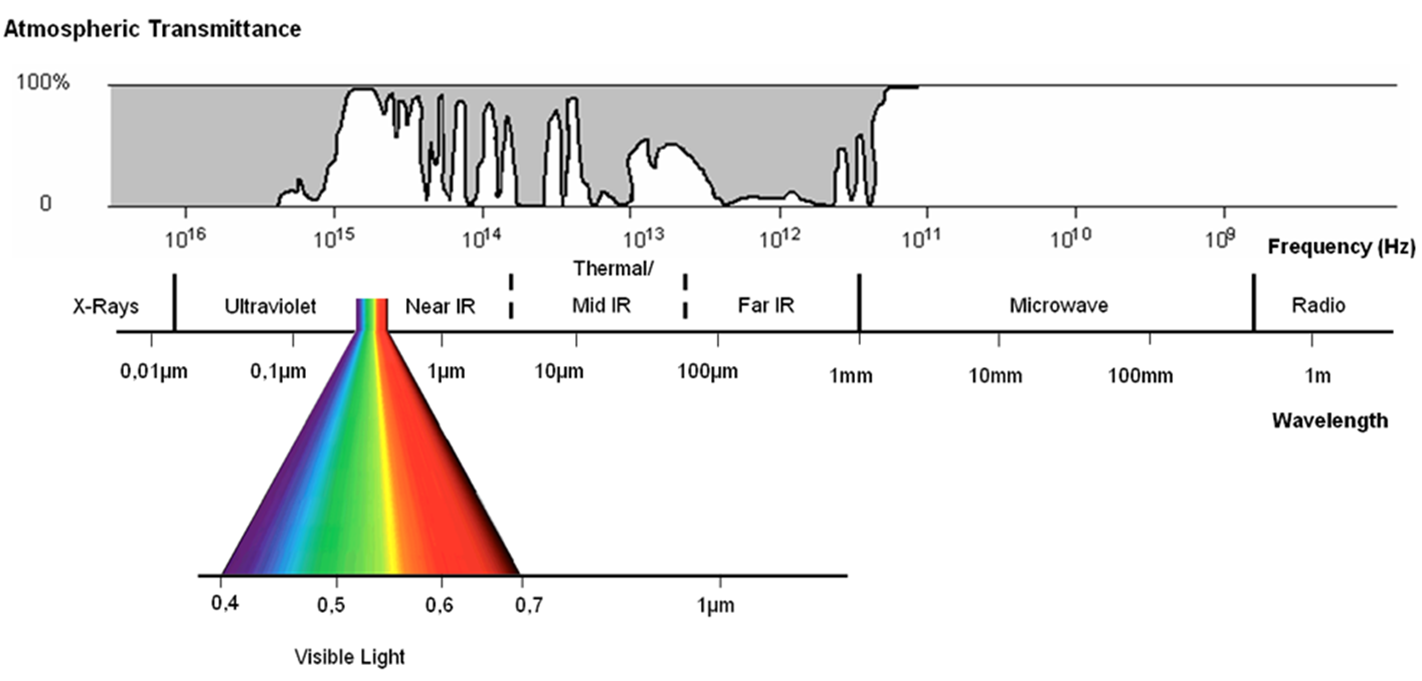 Atmospheric Transmittance
100%
0
10¹⁶ 10¹⁵ 10¹⁴ 10¹³ 10¹² 10¹¹ 10¹⁰ 10⁹ Frequency (Hz)
Thermal/
X-Rays Ultraviolet Near IR Mid IR Far IR Microwave Radio
0,01µm 0,1µm 1µm 10µm 100µm 1mm 10mm 100mm 1m
Wavelength
0,4 0,5 0,6 0,7 1µm
Visible Light